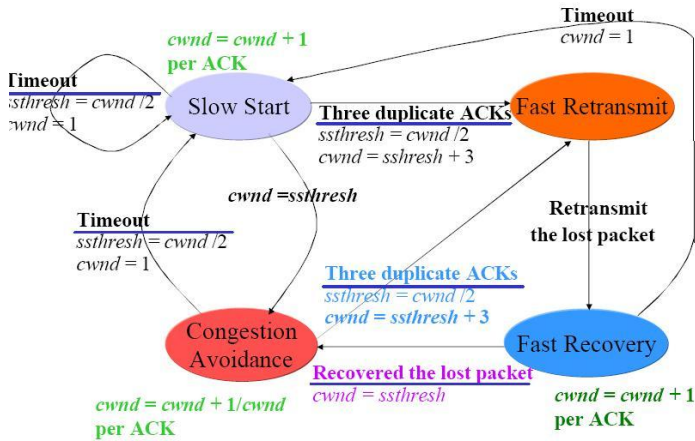 Timeout
cwnd = 1
cwnd = cwnd + 1
per ACK
Timeout
ssthresh = cwnd /2
cwnd = 1
Slow Start
Fast Retransmit
Three duplicate ACKs
ssthresh = cwnd /2
cwnd = sshresh + 3
cwnd =ssthresh
Retransmit
the lost packet
Timeout
ssthresh = cwnd /2
cwnd = 1
Three duplicate ACKs
ssthresh = cwnd /2
cwnd = ssthresh + 3
Congestion
Avoidance
Fast Recovery
Recovered the lost packet
cwnd = ssthresh
cwnd = cwnd + 1/cwnd
per ACK
cwnd = cwnd + 1
per ACK